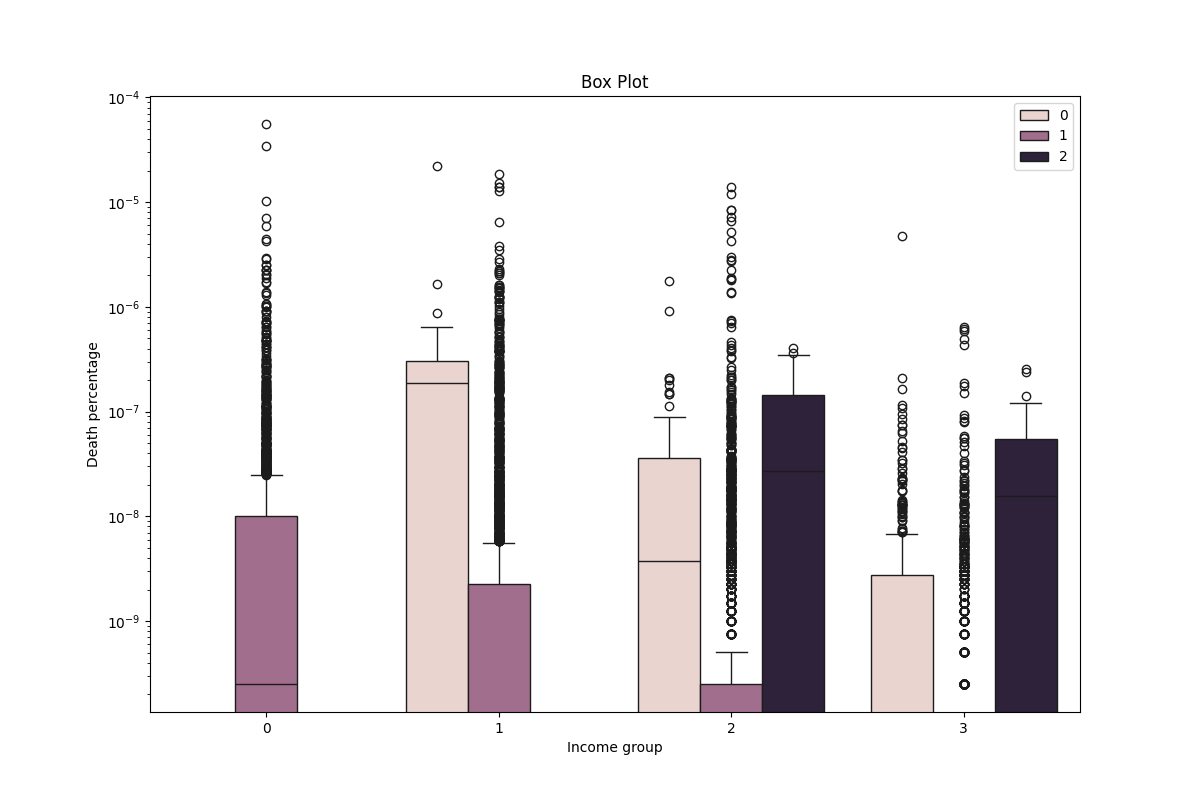 Box Plot
0
1
2
Death percentage
10⁻⁴
10⁻⁵
10⁻⁶
10⁻⁷
10⁻⁸
10⁻⁹
0 1 2 3
Income group